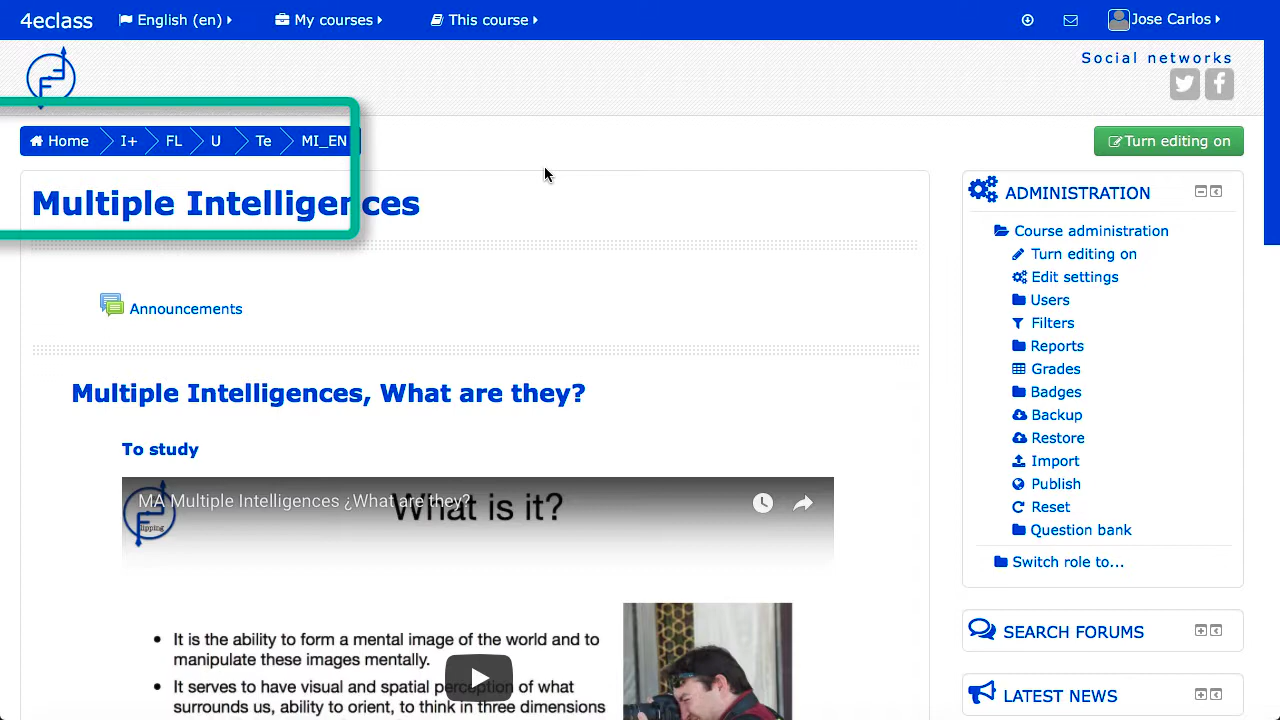 4eclass English (en) My courses This course Jose Carlos
Social networks
Home I+ FL U Te MI_EN
Turn editing on
Multiple Intelligences
Announcements
Multiple Intelligences, What are they?
To study
MA Multiple Intelligences ¿What are they?
What is it?
lipping
It is the ability to form a mental image of the world and to
manipulate these images mentally.
It serves to have visual and spatial perception of what
surrounds us, ability to orient, to think in three dimensions
ADMINISTRATION
Course administration
Turn editing on
Edit settings
Users
Filters
Reports
Grades
Badges
Backup
Restore
Import
Publish
Reset
Question bank
Switch role to...
SEARCH FORUMS
LATEST NEWS